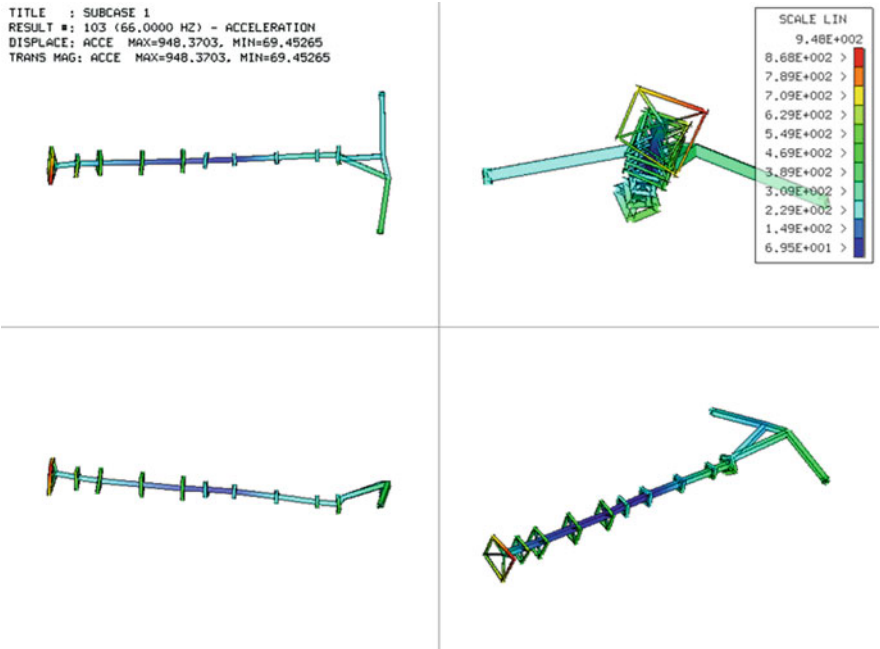 TITLE : SUBCASE 1
RESULT #: 103 (66.0000 HZ) - ACCELERATION
DISPLACE: ACCE MAX=948.3703, MIN=69.45265
TRANS MAG: ACCE MAX=948.3703, MIN=69.45265
SCALE LIN
9.48E+002
8.68E+002 >
7.89E+002 >
7.09E+002 >
6.29E+002 >
5.49E+002 >
4.69E+002 >
3.89E+002 >
3.09E+002 >
2.29E+002 >
1.49E+002 >
6.95E+001 >